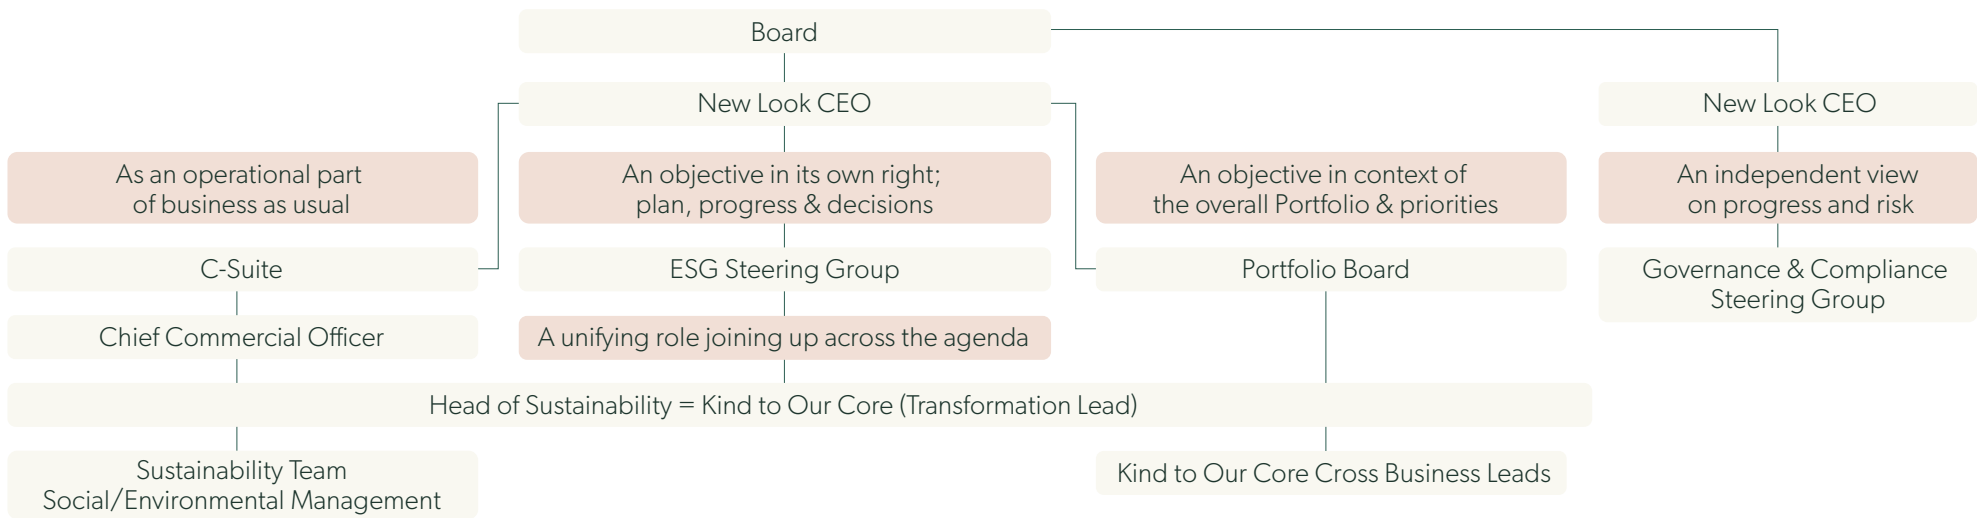 Board
New Look CEO
New Look CEO
As an operational part
of business as usual
An objective in its own right;
plan, progress & decisions
An objective in context of
the overall Portfolio & priorities
An independent view
on progress and risk
C-Suite
ESG Steering Group
Portfolio Board
Governance & Compliance
Steering Group
Chief Commercial Officer
A unifying role joining up across the agenda
Head of Sustainability = Kind to Our Core (Transformation Lead)
Sustainability Team
Social/Environmental Management
Kind to Our Core Cross Business Leads